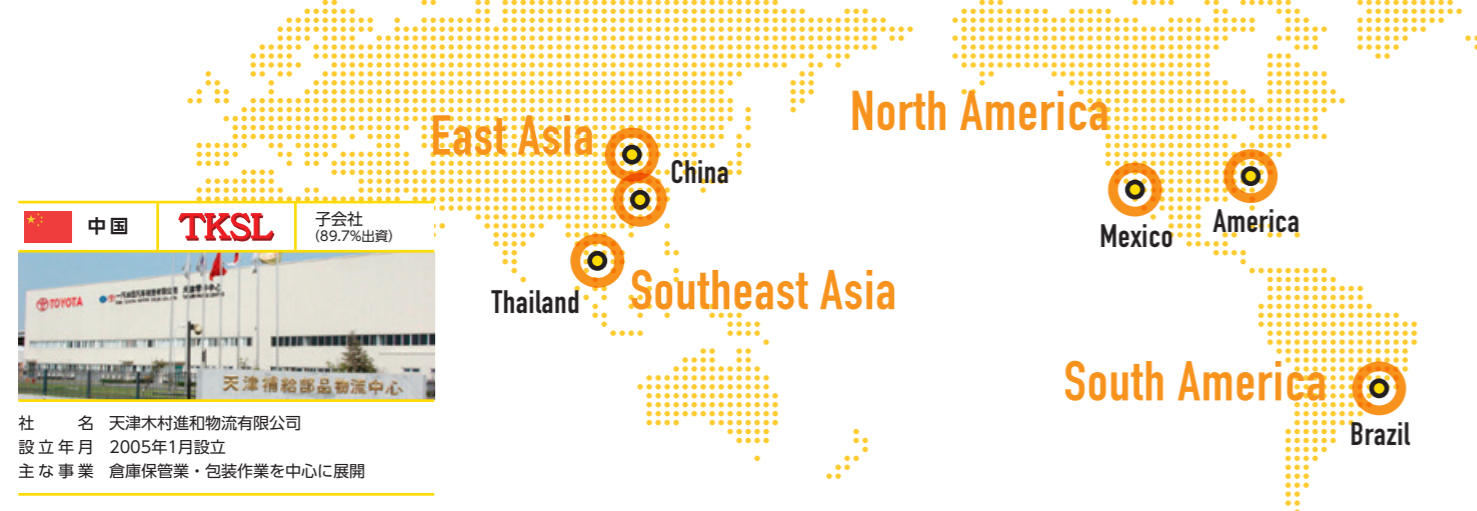 North America
East Asia
China
Mexico
America
Thailand
Southeast Asia
South America
Brazil
中国
TKSL
子会社
(89.7%出資)
TOYOTA
天津補給部品物流中心
社　名　天津木村進和物流有限公司
設立年月　2005年1月設立
主な事業　倉庫保管業・包装作業を中心に展開